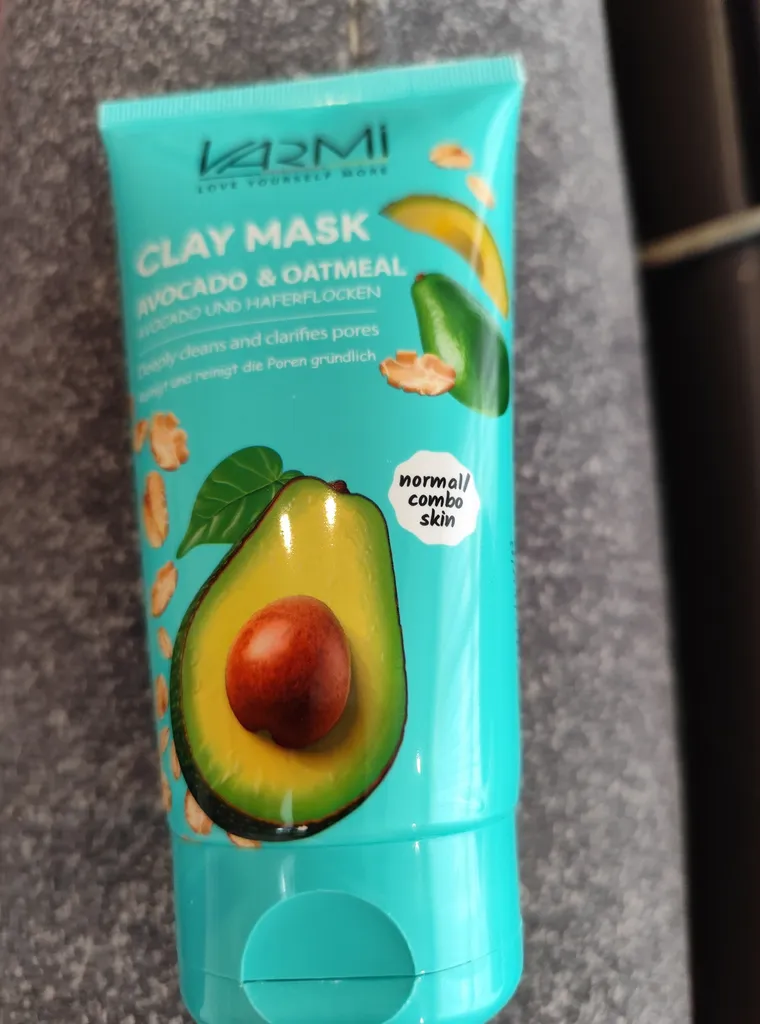 VARMi
LOVE YOURSELF MORE
CLAY MASK
AVOCADO & OATMEAL
AVOCADO UND HAFERFLOCKEN
Deeply cleans and clarifies pores
und reinigt die Poren gründlich
normal/
combo
skin